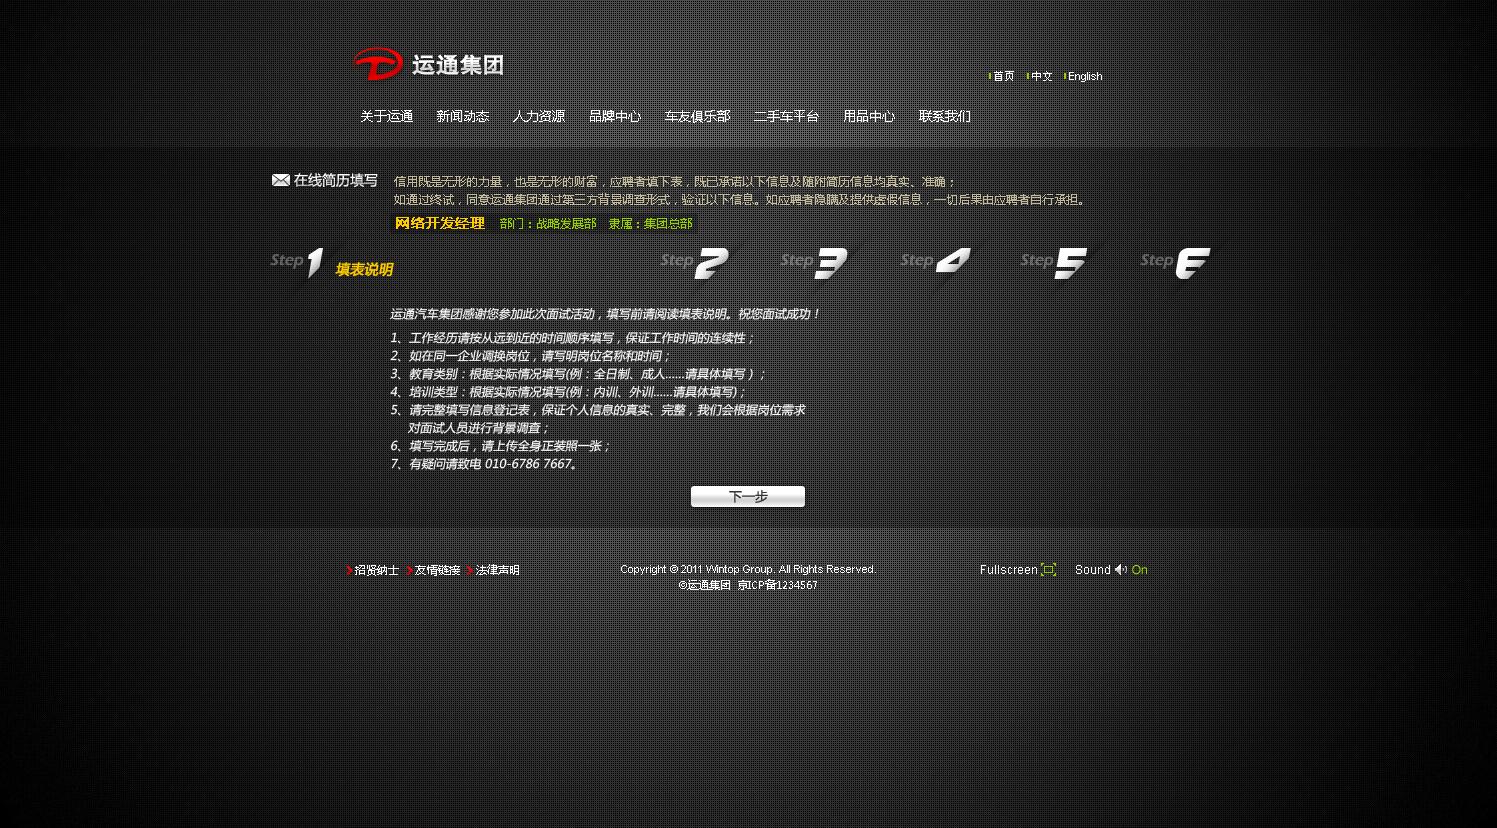 运通集团
首页 中文 English
关于运通 新闻动态 人力资源 品牌中心 车友俱乐部 二手车平台 用品中心 联系我们
在线简历填写
信用既是无形的力量，也是无形的财富，应聘者填下表，既已承诺以下信息及随附简历信息均真实、准确；
如通过终试，同意运通集团通过第三方背景调查形式，验证以下信息。如应聘者隐瞒及提供虚假信息，一切后果由应聘者自行承担。
网络开发经理 部门：战略发展部 隶属：集团总部
Step 1 填表说明 Step 2 Step 3 Step 4 Step 5 Step 6
运通汽车集团感谢您参加此次面试活动，填写前请阅读填表说明。祝您面试成功！
1、工作经历请按从远到近的时间顺序填写，保证工作时间的连续性；
2、如在同一企业调换岗位，请写明岗位名称和时间；
3、教育类别：根据实际情况填写(例：全日制、成人......请具体填写）；
4、培训类型：根据实际情况填写(例：内训、外训......请具体填写)；
5、请完整填写信息登记表，保证个人信息的真实、完整，我们会根据岗位需求
对面试人员进行背景调查；
6、填写完成后，请上传全身正装照一张；
7、有疑问请致电 010-6786 7667。
下一步
招贤纳士 友情链接 法律声明
Copyright © 2011 Wintop Group. All Rights Reserved.
©运通集团 京ICP备1234567
Fullscreen Sound On